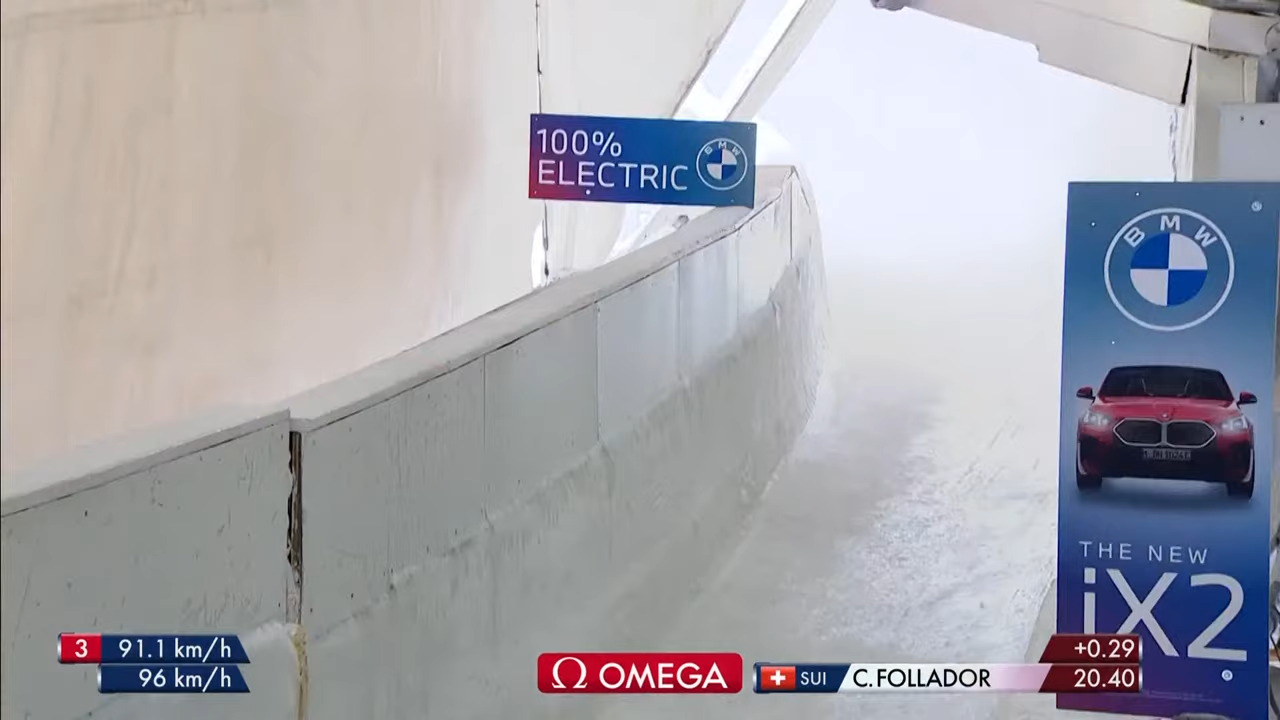 100%
ELECTRIC
BMW
BMW
THE NEW
iX2
3 91.1 km/h
96 km/h
Ω OMEGA
SUI C.FOLLADOR
+0.29
20.40